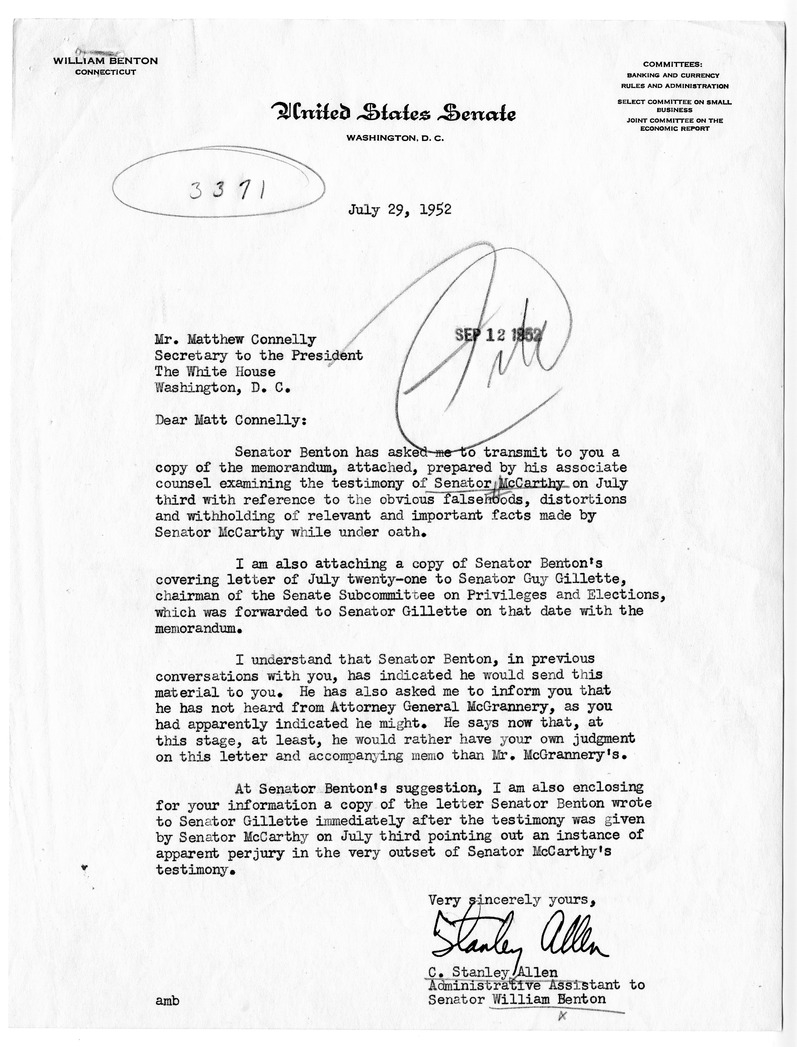 WILLIAM BENTON
CONNECTICUT
COMMITTEES:
BANKING AND CURRENCY
RULES AND ADMINISTRATION
SELECT COMMITTEE ON SMALL
BUSINESS
JOINT COMMITTEE ON THE
ECONOMIC REPORT
United States Senate
WASHINGTON, D. C.
3371
July 29, 1952
SEP 12 1952
File
Mr. Matthew Connelly
Secretary to the President
The White House
Washington, D. C.
Dear Matt Connelly:
Senator Benton has asked me to transmit to you a
copy of the memorandum, attached, prepared by his associate
counsel examining the testimony of Senator McCarthy on July
third with reference to the obvious falsehoods, distortions
and withholding of relevant and important facts made by
Senator McCarthy while under oath.
I am also attaching a copy of Senator Benton's
covering letter of July twenty-one to Senator Guy Gillette,
chairman of the Senate Subcommittee on Privileges and Elections,
which was forwarded to Senator Gillette on that date with the
memorandum.
I understand that Senator Benton, in previous
conversations with you, has indicated he would send this
material to you. He has also asked me to inform you that
he has not heard from Attorney General McGrannery, as you
had apparently indicated he might. He says now that, at
this stage, at least, he would rather have your own judgment
on this letter and accompanying memo than Mr. McGrannery's.
At Senator Benton's suggestion, I am also enclosing
for your information a copy of the letter Senator Benton wrote
to Senator Gillette immediately after the testimony was given
by Senator McCarthy on July third pointing out an instance of
apparent perjury in the very outset of Senator McCarthy's
testimony.
Very sincerely yours,
Stanley Allen
C. Stanley Allen
Administrative Assistant to
Senator William Benton
x
amb